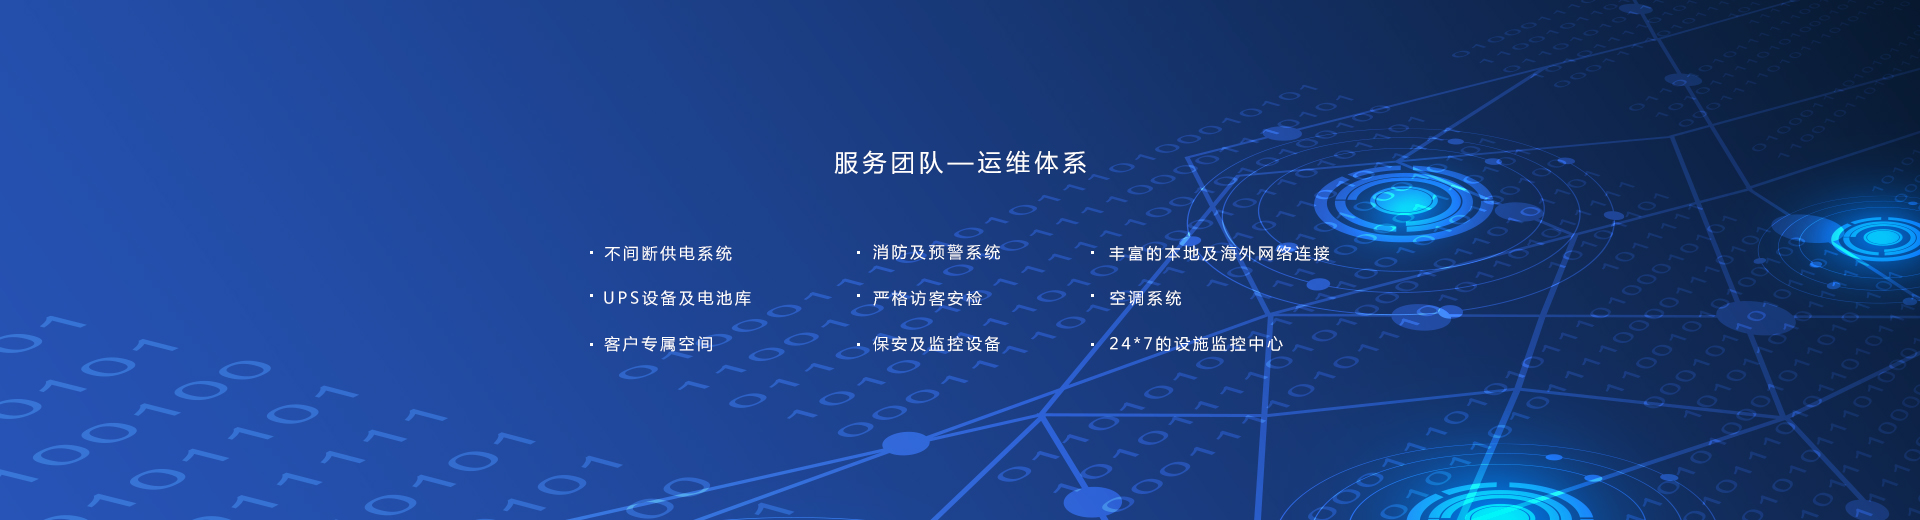 服务团队—运维体系
· 不间断供电系统
· 消防及预警系统
· 丰富的本地及海外网络连接
· UPS设备及电池库
· 严格访客安检
· 空调系统
· 客户专属空间
· 保安及监控设备
· 24*7的设施监控中心